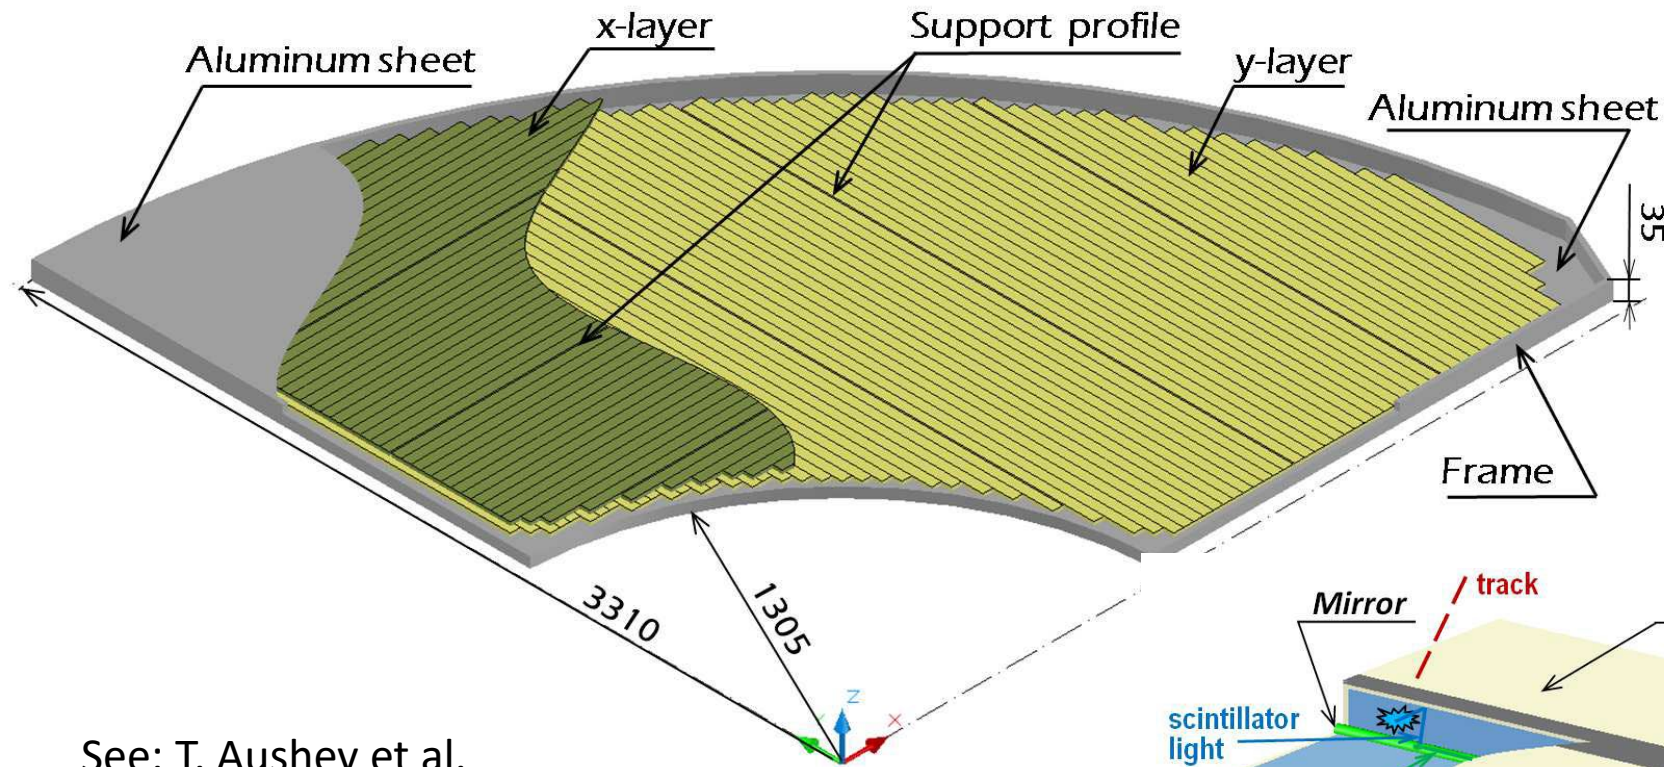 x-layer
Support profile
Aluminum sheet
y-layer
Aluminum sheet
35
Frame
3310
1305
track
Mirror
Z
X
scintillator
light
See: T. Aushev et al.